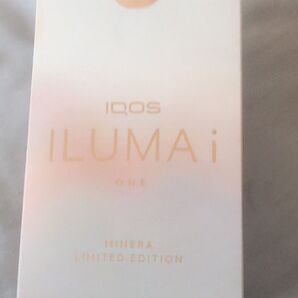 IQOS
ILUMA i
ONE
MINERA
LIMITED EDITION